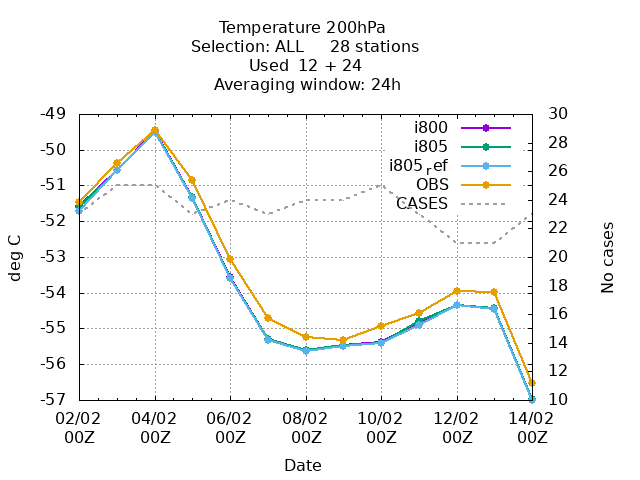 Temperature 200hPa
Selection: ALL     28 stations
Used  12 + 24
Averaging window: 24h
-49
-50
-51
-52
-53
-54
-55
-56
-57
deg C
i800
i805
i805ref
OBS
CASES
30
28
26
24
22
20
18
16
14
12
10
No cases
02/02 04/02 06/02 08/02 10/02 12/02 14/02
00Z 00Z 00Z 00Z 00Z 00Z 00Z
Date